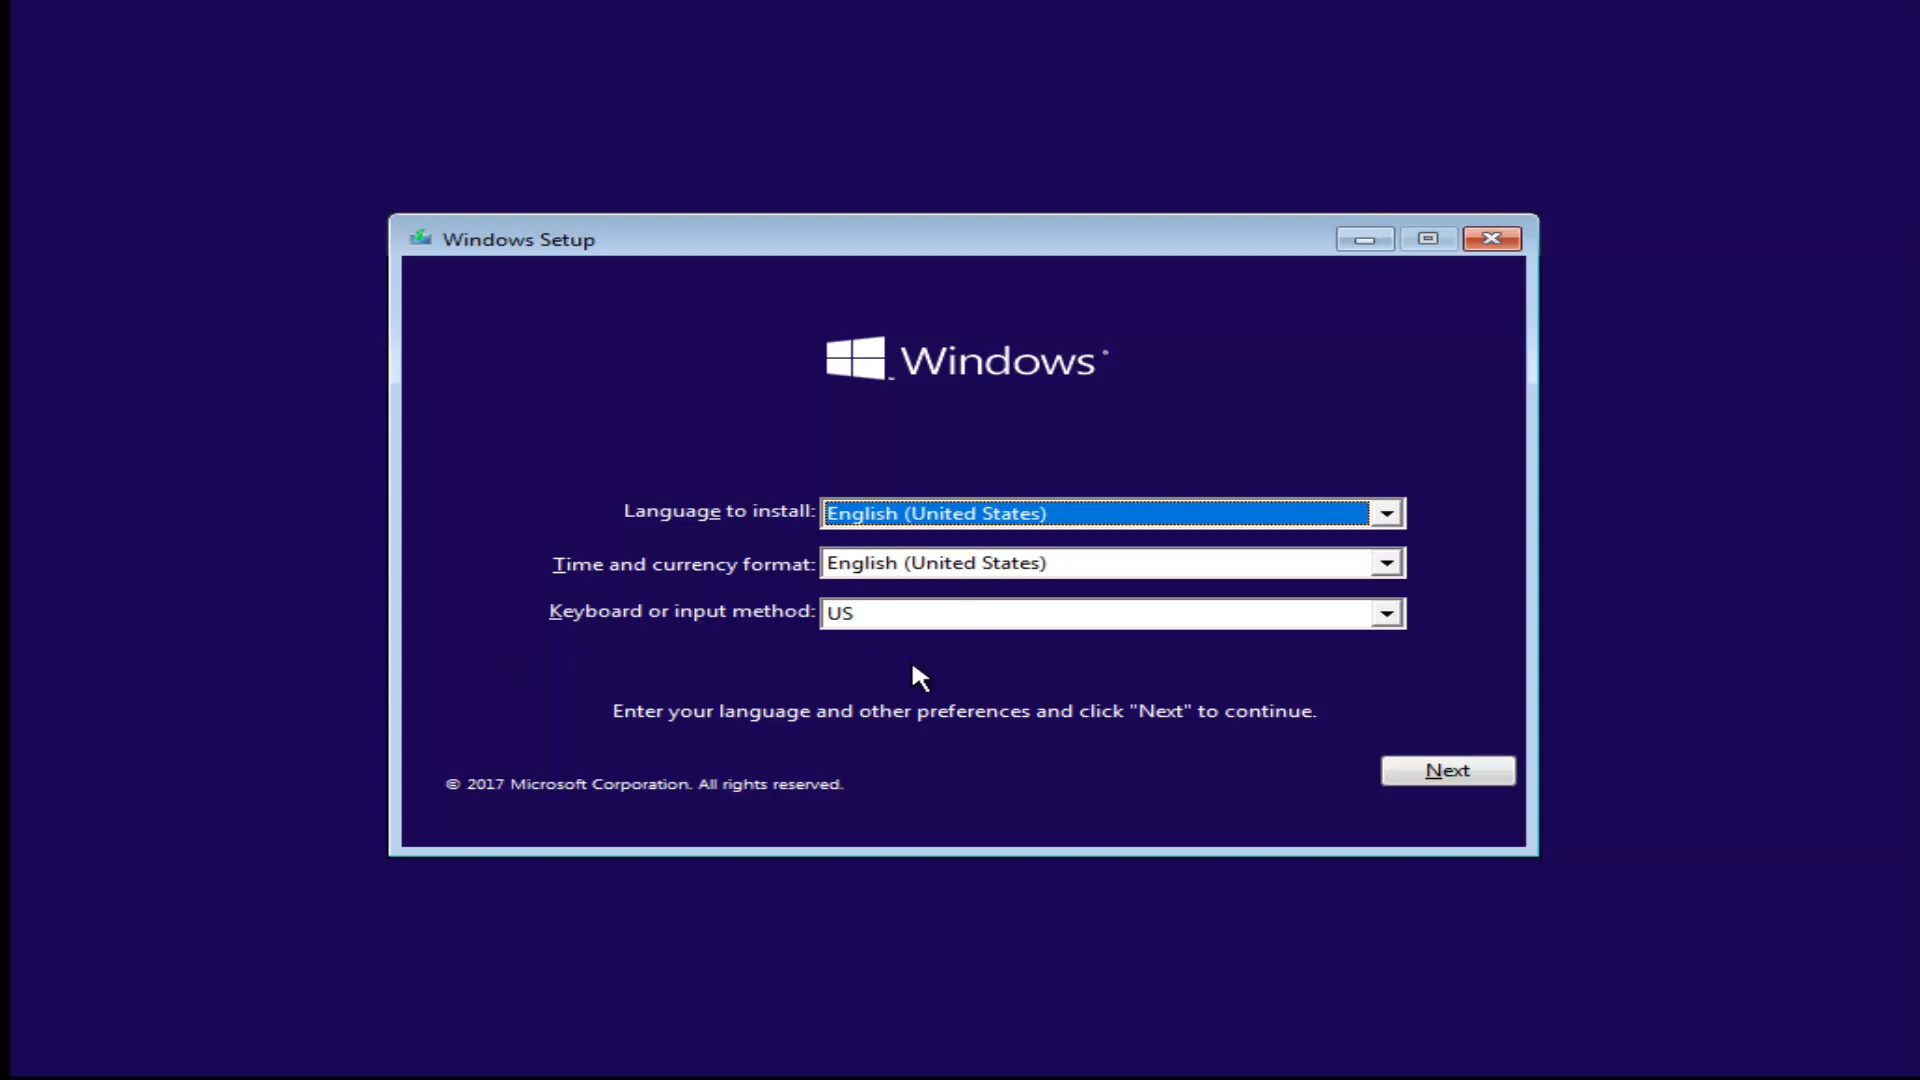 Windows Setup
Windows
Language to install: English (United States)
Time and currency format: English (United States)
Keyboard or input method: US
Enter your language and other preferences and click "Next" to continue.
© 2017 Microsoft Corporation. All rights reserved.
Next